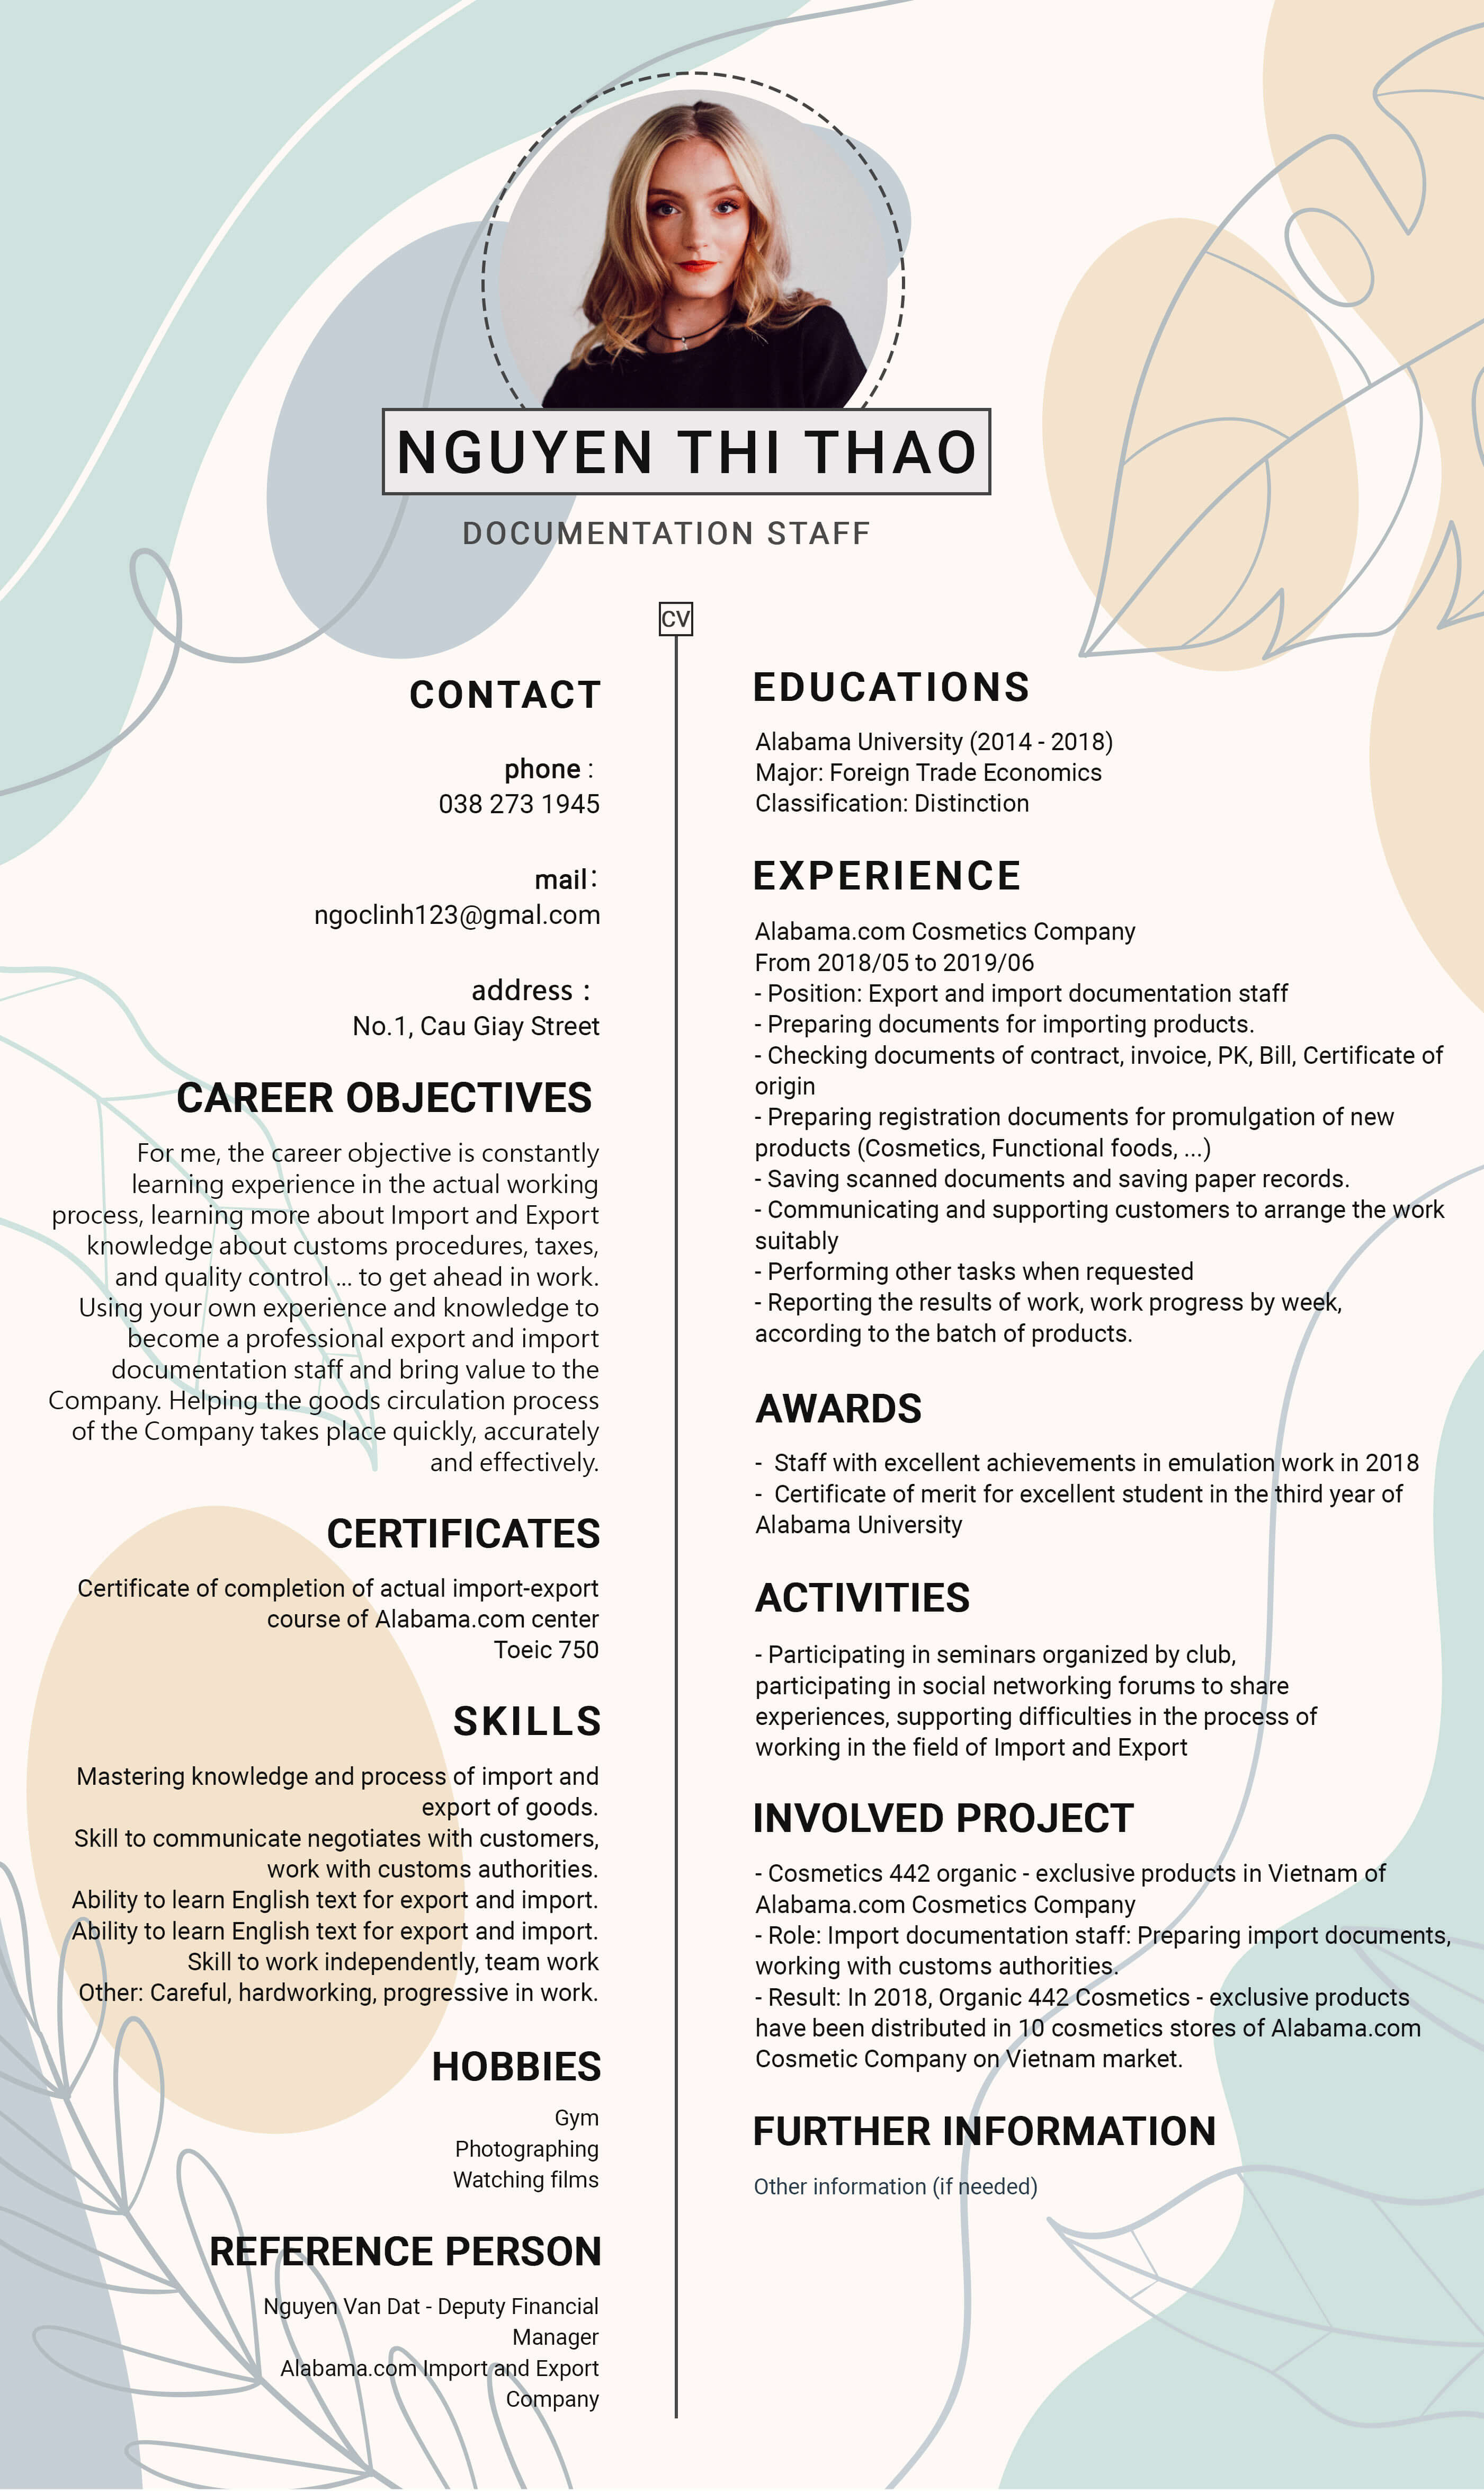 NGUYEN THI THAO
DOCUMENTATION STAFF
CV
CONTACT
phone :
038 273 1945
mail:
ngoclinh123@gmal.com
address :
No.1, Cau Giay Street
CAREER OBJECTIVES
For me, the career objective is constantly
learning experience in the actual working
process, learning more about Import and Export
knowledge about customs procedures, taxes,
and quality control ... to get ahead in work.
Using your own experience and knowledge to
become a professional export and import
documentation staff and bring value to the
Company. Helping the goods circulation process
of the Company takes place quickly, accurately
and effectively.
CERTIFICATES
Certificate of completion of actual import-export
course of Alabama.com center
Toeic 750
SKILLS
Mastering knowledge and process of import and
export of goods.
Skill to communicate negotiates with customers,
work with customs authorities.
Ability to learn English text for export and import.
Ability to learn English text for export and import.
Skill to work independently, team work
Other: Careful, hardworking, progressive in work.
HOBBIES
Gym
Photographing
Watching films
REFERENCE PERSON
Nguyen Van Dat - Deputy Financial
Manager
Alabama.com Import and Export
Company
EDUCATIONS
Alabama University (2014 - 2018)
Major: Foreign Trade Economics
Classification: Distinction
EXPERIENCE
Alabama.com Cosmetics Company
From 2018/05 to 2019/06
- Position: Export and import documentation staff
- Preparing documents for importing products.
- Checking documents of contract, invoice, PK, Bill, Certificate of
origin
- Preparing registration documents for promulgation of new
products (Cosmetics, Functional foods, ...)
- Saving scanned documents and saving paper records.
- Communicating and supporting customers to arrange the work
suitably
- Performing other tasks when requested
- Reporting the results of work, work progress by week,
according to the batch of products.
AWARDS
- Staff with excellent achievements in emulation work in 2018
- Certificate of merit for excellent student in the third year of
Alabama University
ACTIVITIES
- Participating in seminars organized by club,
participating in social networking forums to share
experiences, supporting difficulties in the process of
working in the field of Import and Export
INVOLVED PROJECT
- Cosmetics 442 organic - exclusive products in Vietnam of
Alabama.com Cosmetics Company
- Role: Import documentation staff: Preparing import documents,
working with customs authorities.
- Result: In 2018, Organic 442 Cosmetics - exclusive products
have been distributed in 10 cosmetics stores of Alabama.com
Cosmetic Company on Vietnam market.
FURTHER INFORMATION
Other information (if needed)